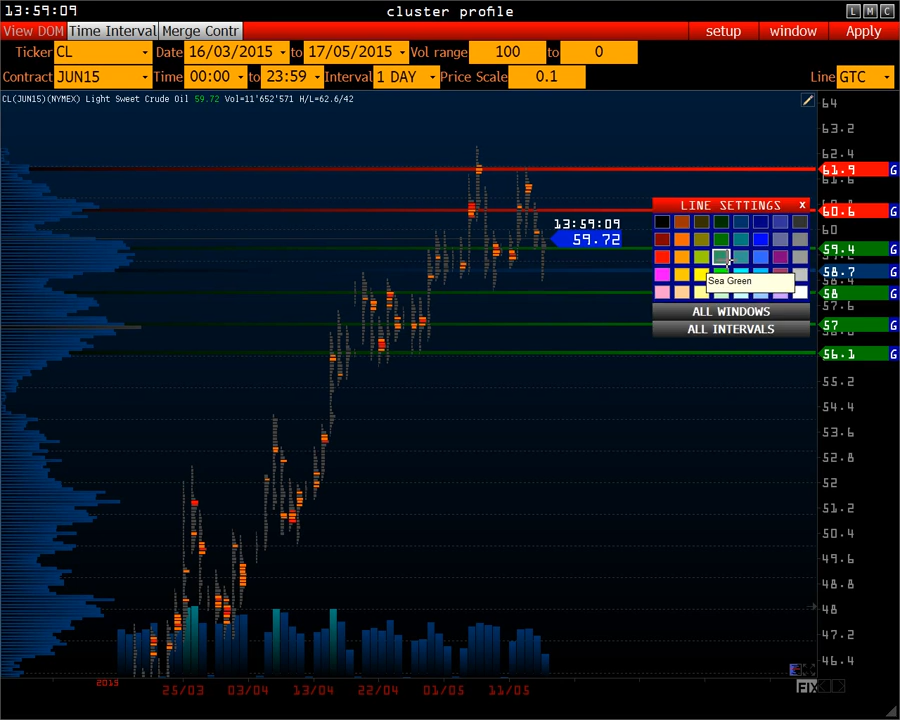 13:59:09 cluster profile L M C
View DOM Time Interval Merge Contr setup window Apply
Ticker CL Date 16/03/2015 to 17/05/2015 Vol range 100 to 0
Contract JUN15 Time 00:00 to 23:59 Interval 1 DAY Price Scale 0.1 Line GTC
CL(JUN15)(NYMEX) Light Sweet Crude Oil 59.72 Vol=11'652'571 H/L=62.6/42
64
63.2
62.4
61.9 G
61.6
LINE SETTINGS x
60.6 G
13:59:09
60
59.72
59.4 G
58.7 G
Sea Green
58 G
57.6
ALL WINDOWS
57 G
ALL INTERVALS
56.1 G
55.2
54.4
53.6
52.8
52
51.2
50.4
49.6
48.8
48
47.2
46.4
2015
25/03 03/04 13/04 22/04 01/05 11/05
FIX